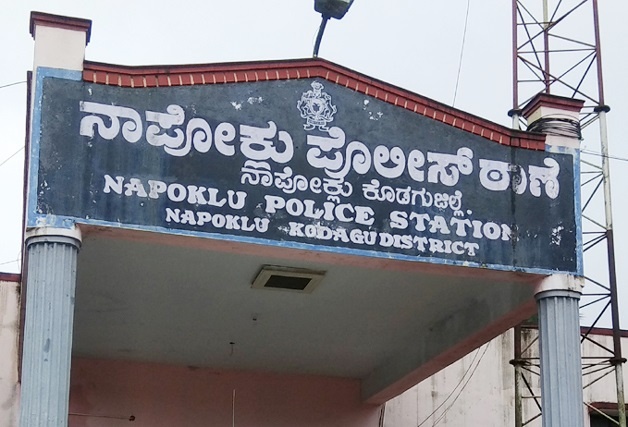 ನಾಪೋಕ್ಲು ಪೊಲೀಸ್ ಠಾಣೆ
ನಾಪೋಕ್ಲು ಕೊಡಗುಜಿಲ್ಲೆ.
NAPOKLU POLICE STATION
NAPOKLU KODAGU DISTRICT